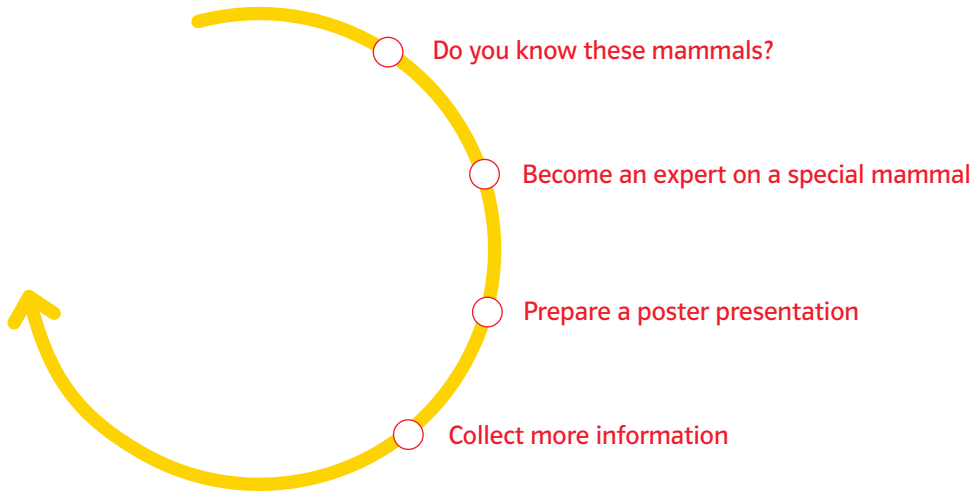 Do you know these mammals?
Become an expert on a special mammal
Prepare a poster presentation
Collect more information